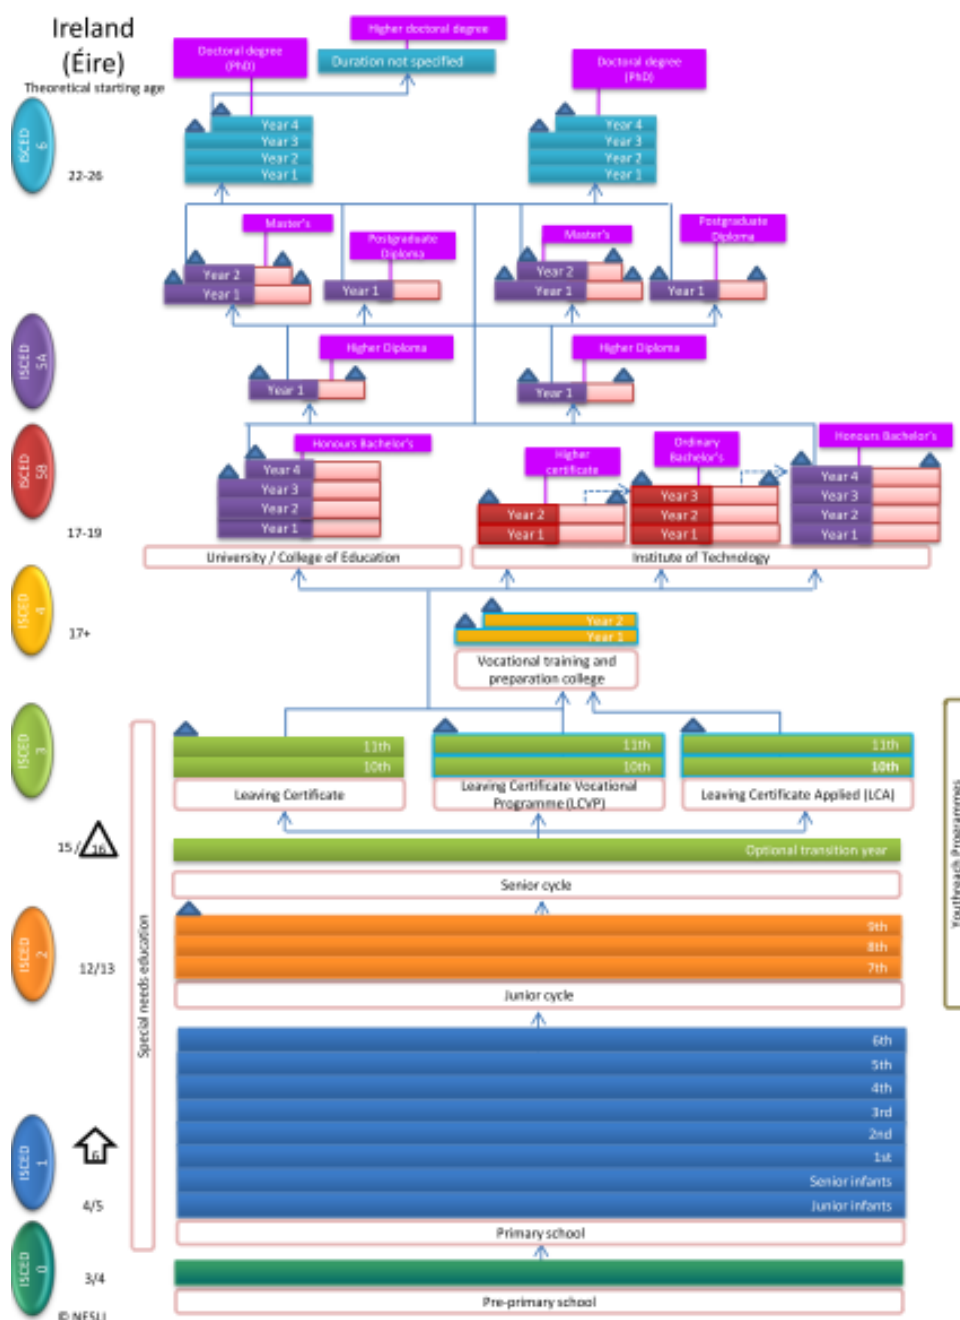 Ireland
(Éire)
Theoretical starting age
Higher doctoral degree
Doctoral degree
(PhD)
Duration not specified
Doctoral degree
(PhD)
ISCED
6
22-26
Year 4
Year 3
Year 2
Year 1
Year 4
Year 3
Year 2
Year 1
Master's
Postgraduate
Diploma
Master's
Postgraduate
Diploma
Year 2
Year 1
Year 1
Year 2
Year 1
Year 1
ISCED
5A
Higher Diploma
Year 1
Higher Diploma
Year 1
ISCED
5B
17-19
Honours Bachelor's
Year 4
Year 3
Year 2
Year 1
Higher
certificate
Year 2
Year 1
Ordinary
Bachelor's
Year 3
Year 2
Year 1
Honours Bachelor's
Year 4
Year 3
Year 2
Year 1
University / College of Education
Institute of Technology
ISCED
4
17+
Year 2
Year 1
Vocational training and
preparation college
ISCED
3
11th
10th
Leaving Certificate
11th
10th
Leaving Certificate Vocational
Programme (LCVP)
11th
10th
Leaving Certificate Applied (LCA)
15/
16
Optional transition year
Senior cycle
Special needs education
Youthreach Programmes
ISCED
2
12/13
9th
8th
7th
Junior cycle
6th
5th
4th
3rd
2nd
1st
Senior infants
Junior infants
ISCED
1
6
4/5
Primary school
ISCED
0
3/4
Pre-primary school